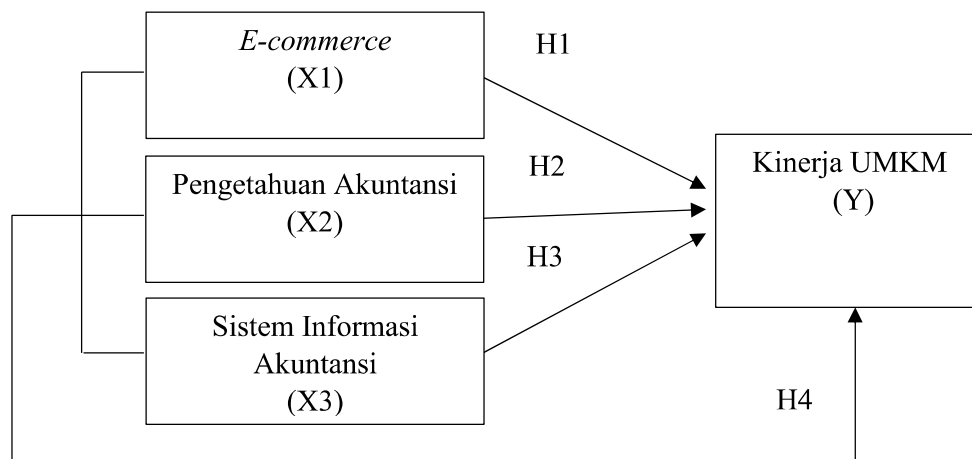 E-commerce
(X1)
H1
Pengetahuan Akuntansi
(X2)
H2
Sistem Informasi
Akuntansi
(X3)
H3
Kinerja UMKM
(Y)
H4